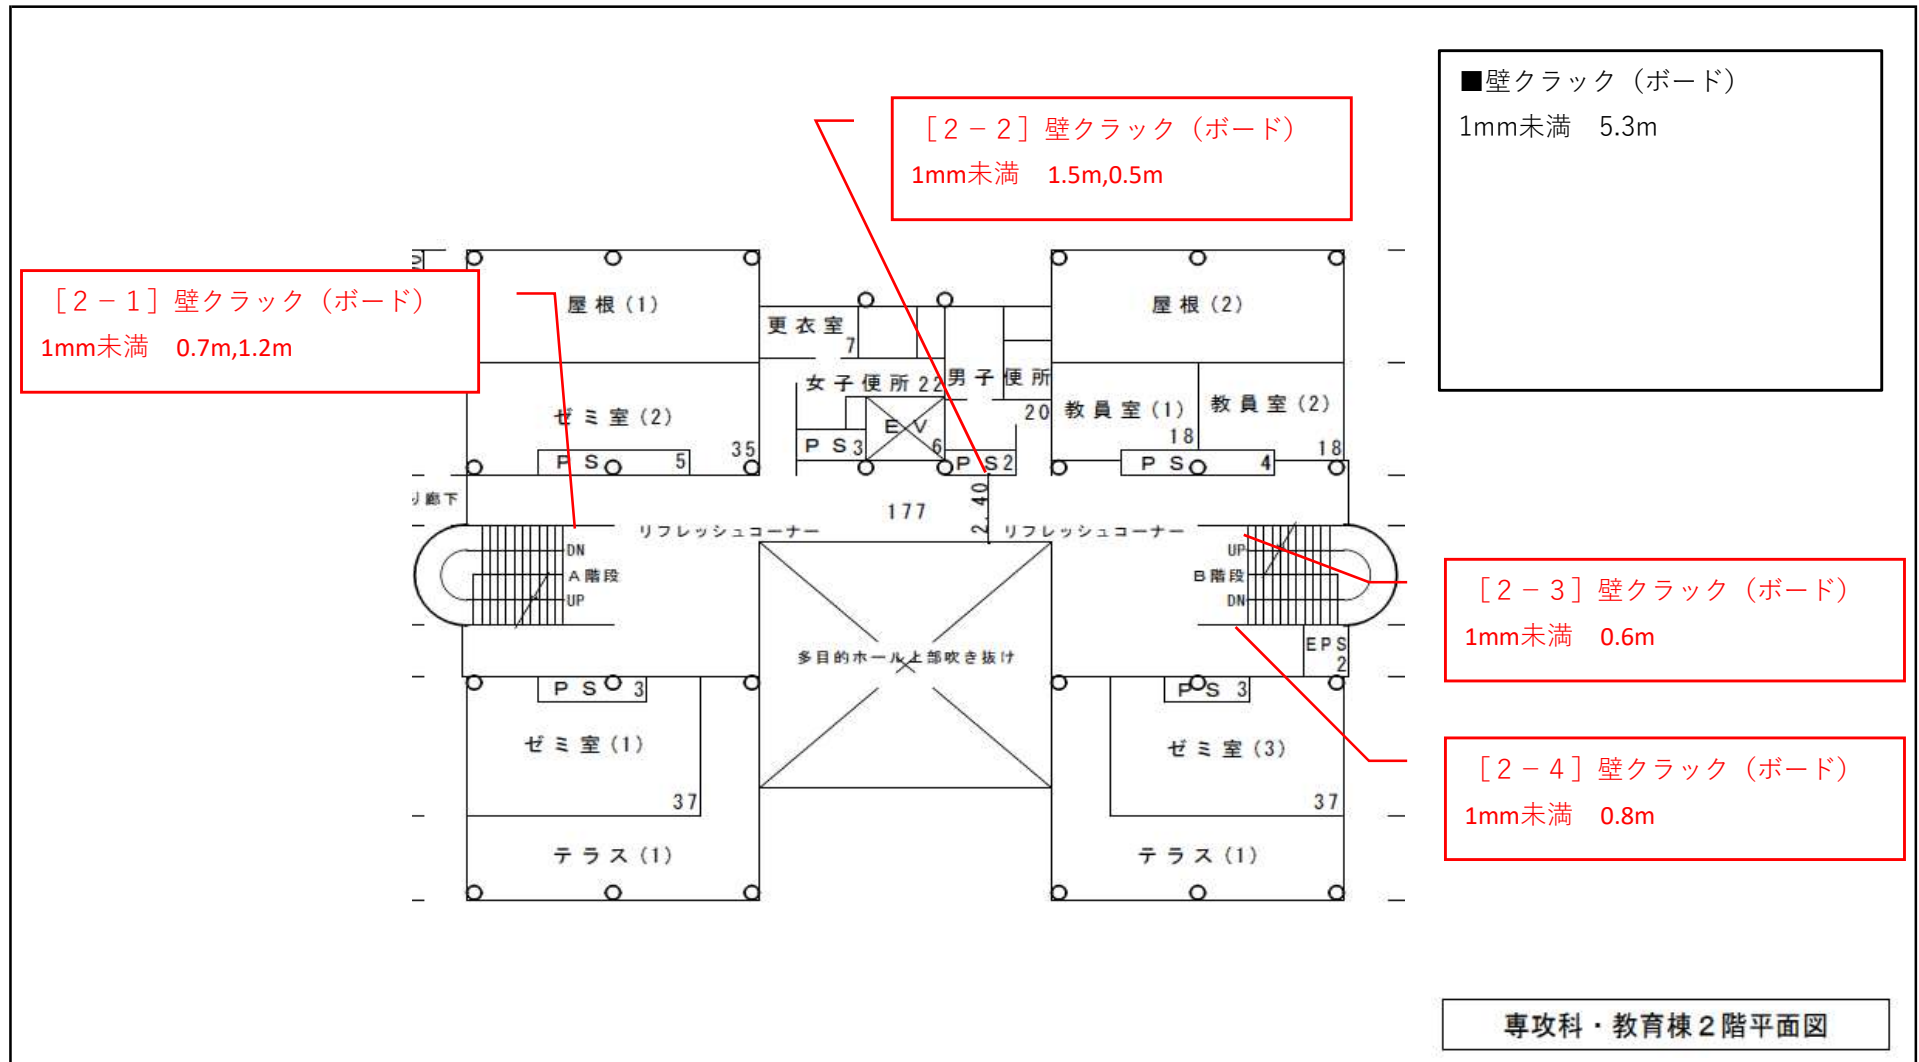 ■壁クラック（ボード）
1mm未満　5.3m
［２－２］壁クラック（ボード）
1mm未満　1.5m,0.5m
［２－１］壁クラック（ボード）
1mm未満　0.7m,1.2m
屋根(1)
屋根(2)
更衣室
7
女子便所22
男子便所
20
ゼミ室(2)
35
教員室(1)
18
教員室(2)
18
EV
6
PS3
PS2
PS 5
PS 4
り廊下
177
2.40
リフレッシュコーナー
リフレッシュコーナー
DN
A階段
UP
UP
B階段
DN
［２－３］壁クラック（ボード）
1mm未満　0.6m
多目的ホール上部吹き抜け
EPS
2
PS 3
PS 3
ゼミ室(1)
37
ゼミ室(3)
37
［２－４］壁クラック（ボード）
1mm未満　0.8m
テラス(1)
テラス(1)
専攻科・教育棟２階平面図